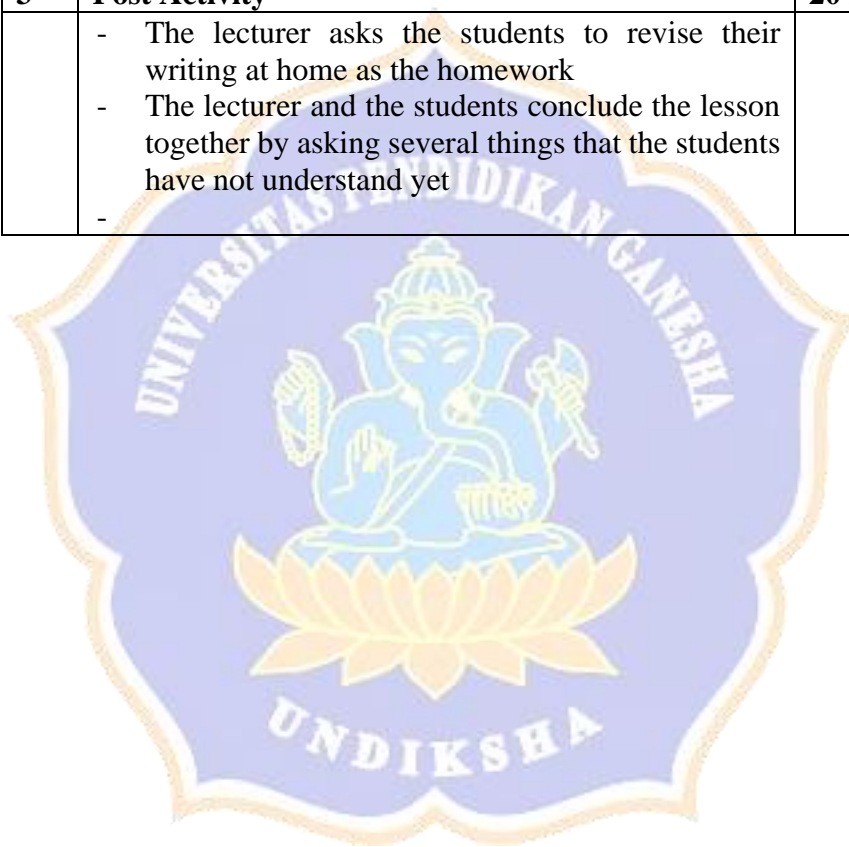 3 Post Activity 20
- The lecturer asks the students to revise their
writing at home as the homework
- The lecturer and the students conclude the lesson
together by asking several things that the students
have not understand yet
-
UNIVERSITAS PENDIDIKAN GANESHA
UNDIKSHA